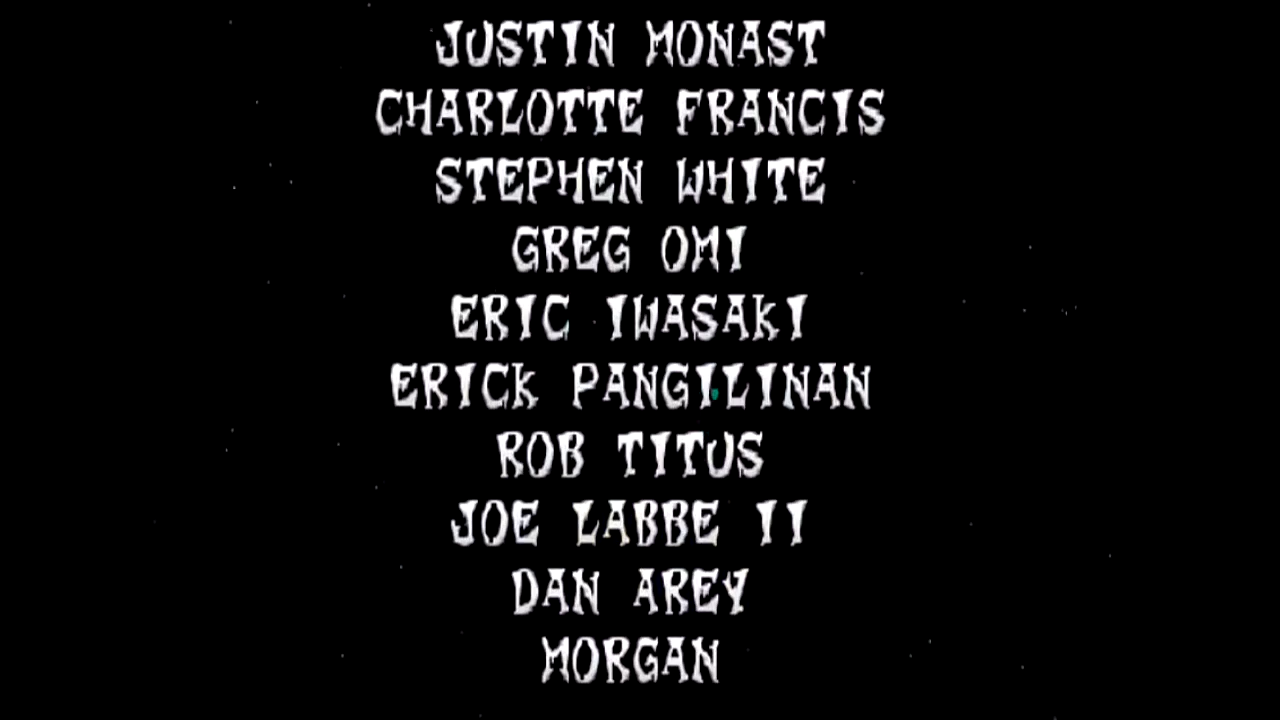 JUSTIN MONAST
CHARLOTTE FRANCIS
STEPHEN WHITE
GREG OMI
ERIC IWASAKI
ERICK PANGILINAN
ROB TITUS
JOE LABBE II
DAN AREY
MORGAN